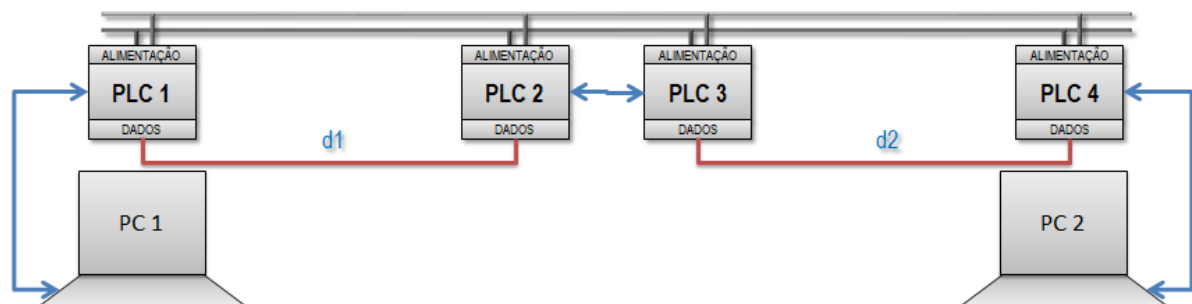 ALIMENTAÇÃO
PLC 1
DADOS
ALIMENTAÇÃO
PLC 2
DADOS
ALIMENTAÇÃO
PLC 3
DADOS
ALIMENTAÇÃO
PLC 4
DADOS
d1
d2
PC 1
PC 2